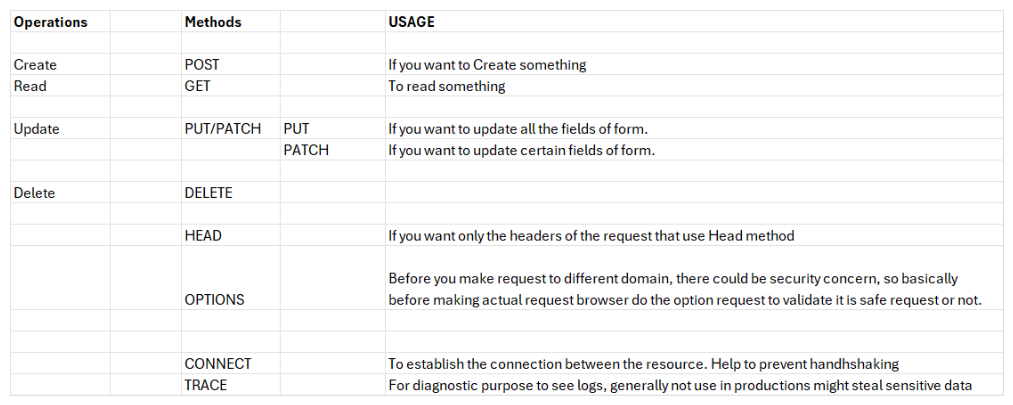 Operations Methods USAGE
Create POST If you want to Create something
Read GET To read something
Update PUT/PATCH PUT If you want to update all the fields of form.
PATCH If you want to update certain fields of form.
Delete DELETE
HEAD If you want only the headers of the request that use Head method
Before you make request to different domain, there could be security concern, so basically
OPTIONS before making actual request browser do the option request to validate it is safe request or not.
CONNECT To establish the connection between the resource. Help to prevent handhshaking
TRACE For diagnostic purpose to see logs, generally not use in productions might steal sensitive data